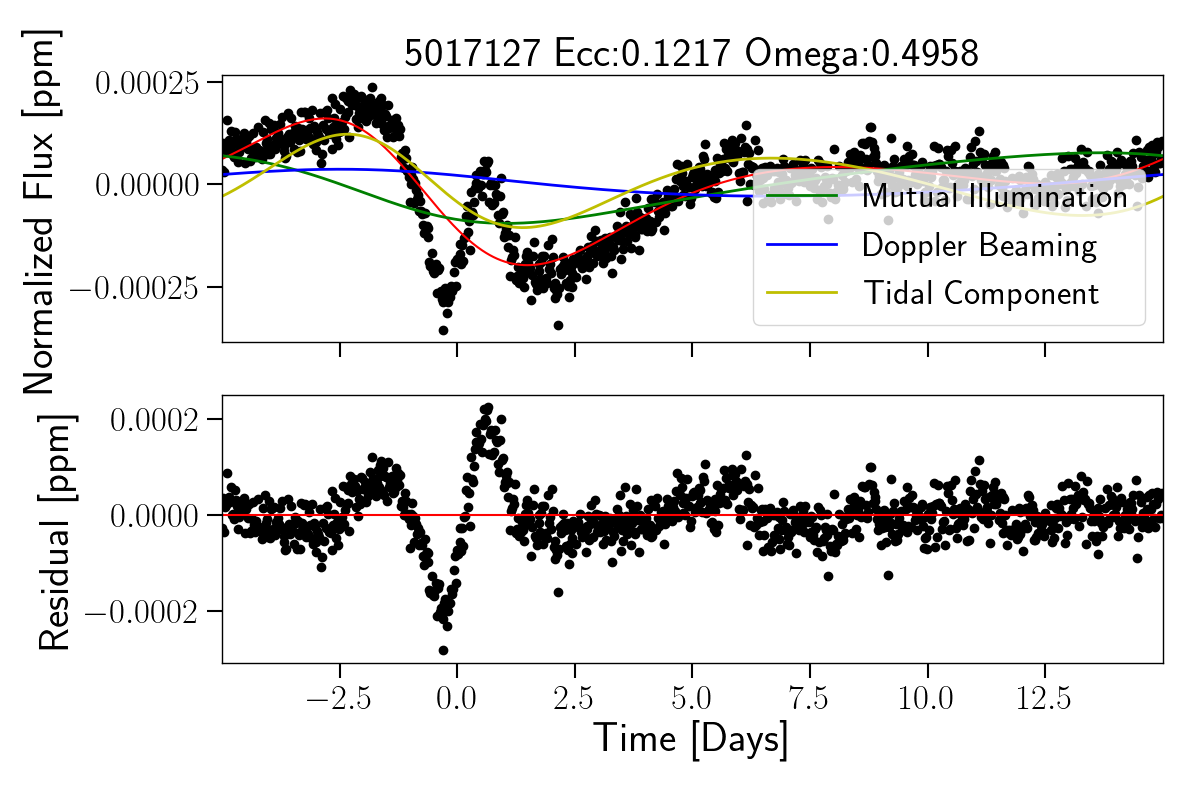 5017127 Ecc:0.1217 Omega:0.4958
Normalized Flux [ppm]
0.00025
0.00000
−0.00025
Mutual Illumination
Doppler Beaming
Tidal Component
Residual [ppm]
0.0002
0.0000
−0.0002
−2.5 0.0 2.5 5.0 7.5 10.0 12.5
Time [Days]